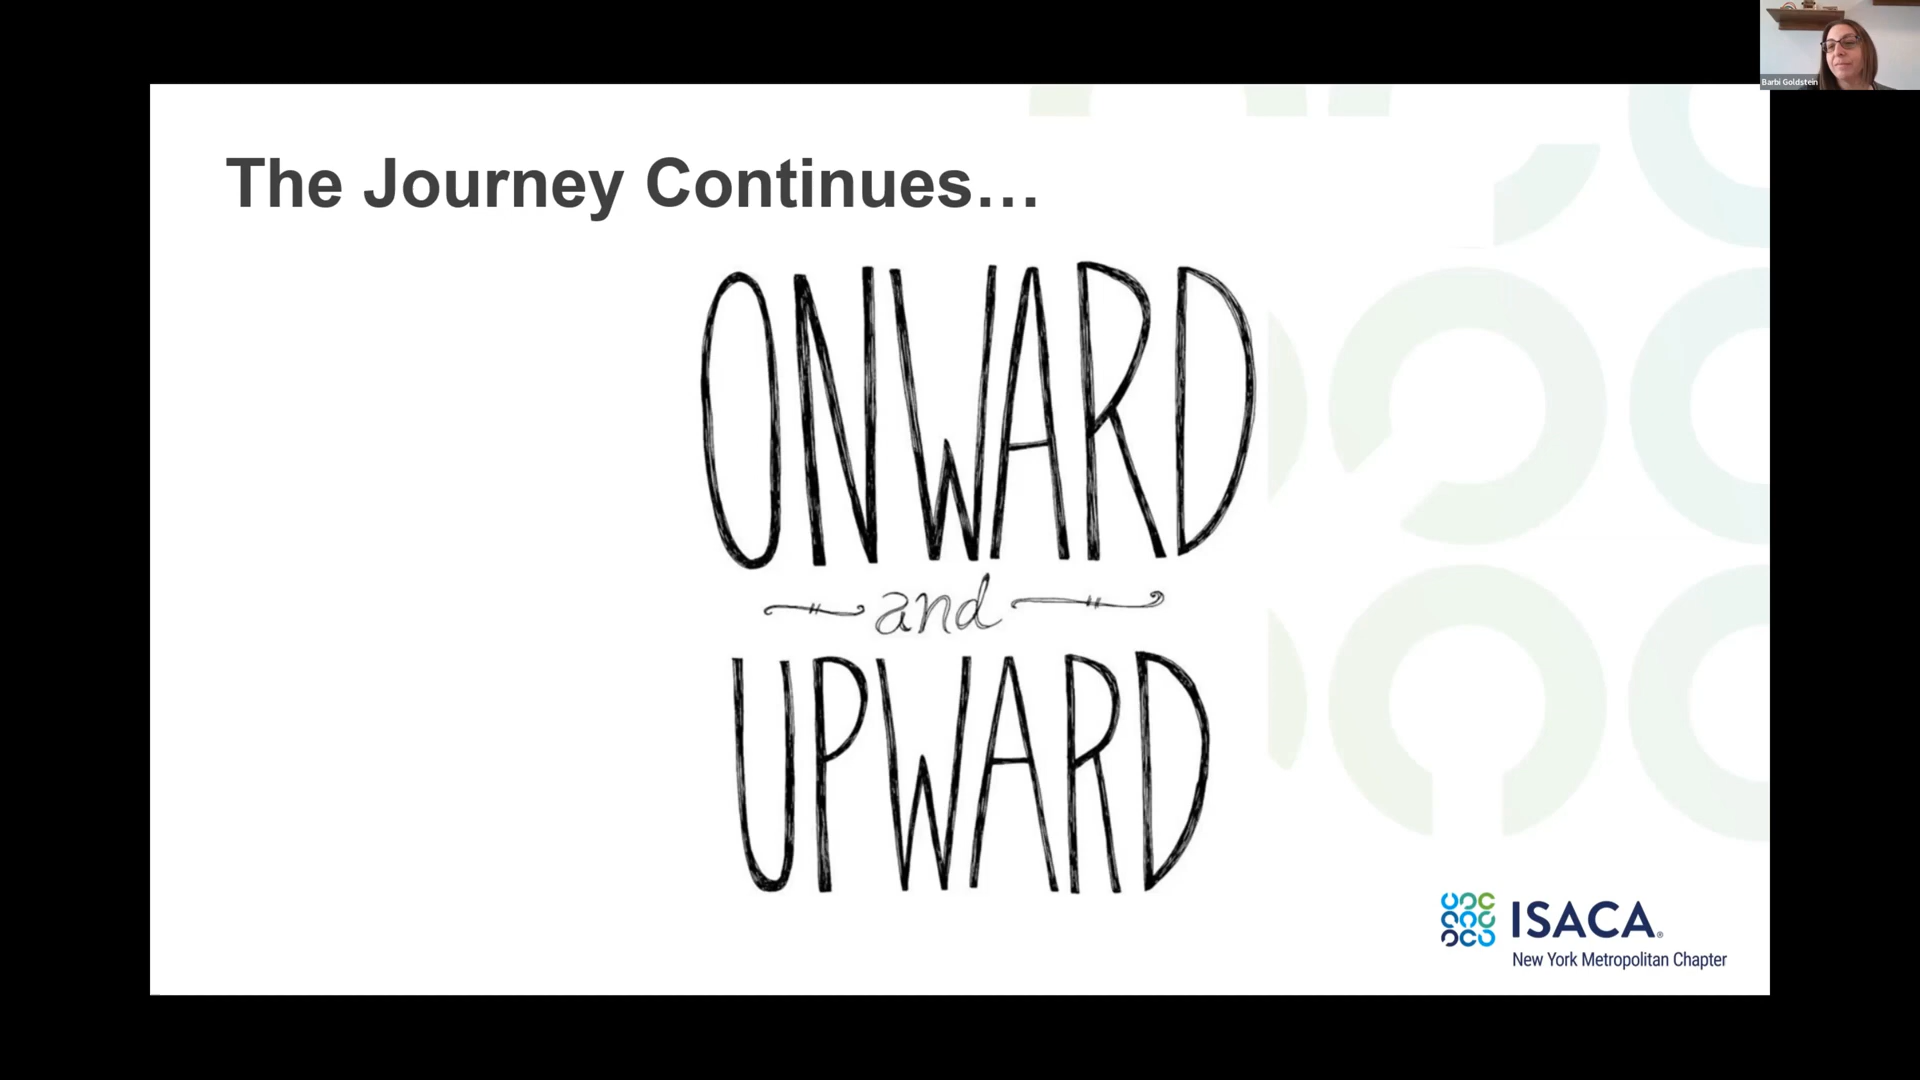 Barbi Goldstein
The Journey Continues…
ONWARD
and
UPWARD
ISACA®
New York Metropolitan Chapter